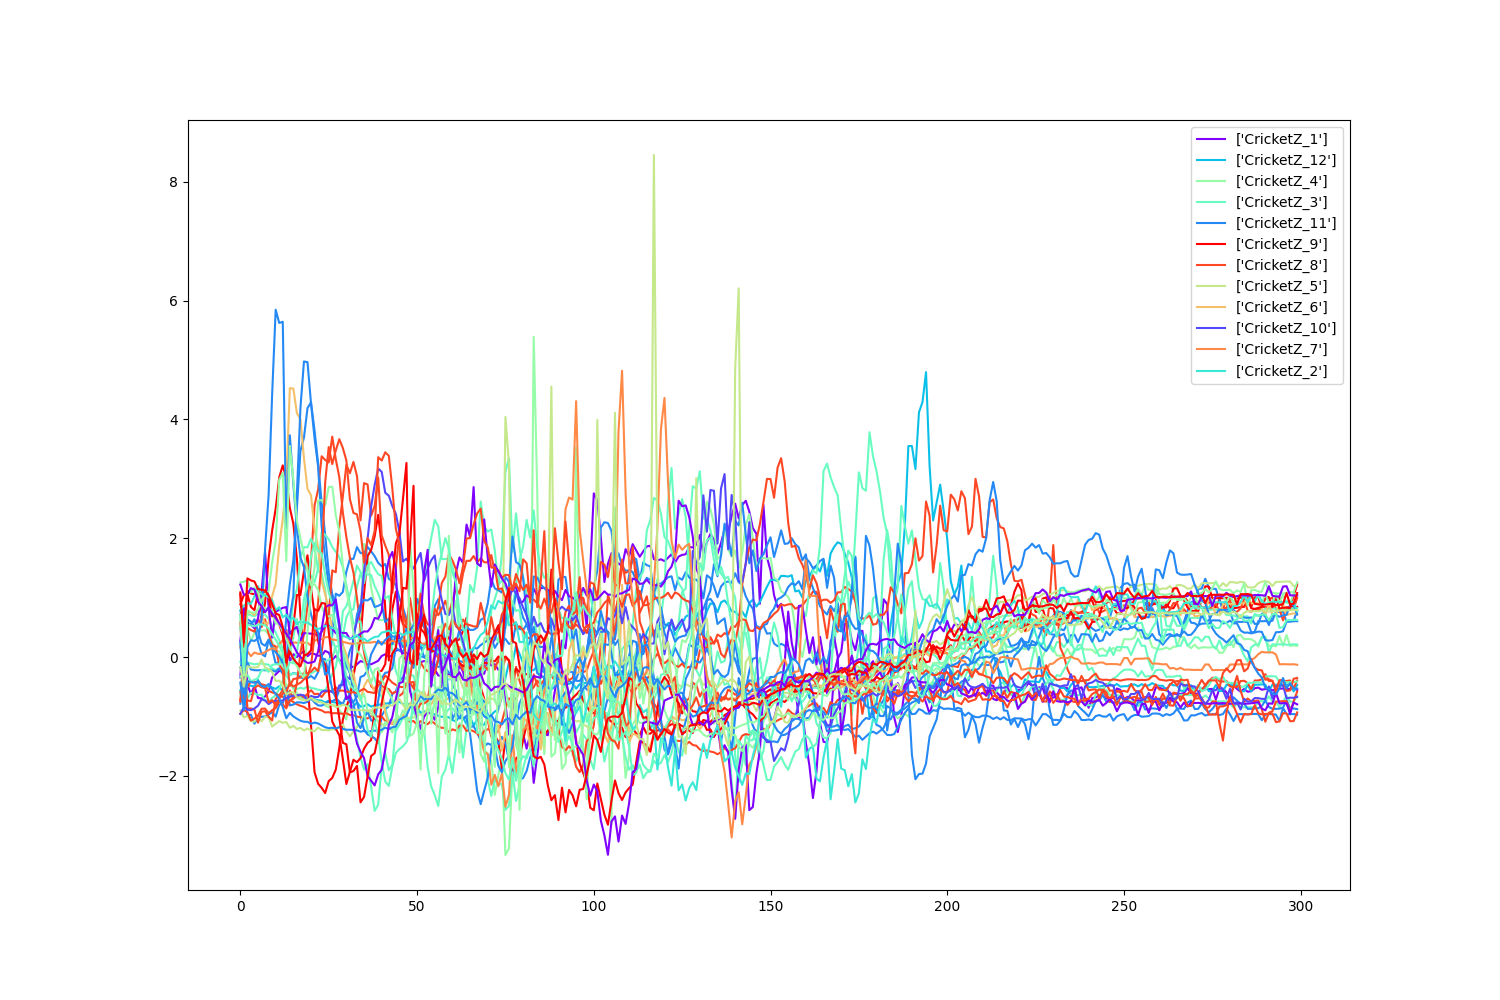 8
6
4
2
0
−2
0
50
100
150
200
250
300
['CricketZ_1']
['CricketZ_12']
['CricketZ_4']
['CricketZ_3']
['CricketZ_11']
['CricketZ_9']
['CricketZ_8']
['CricketZ_5']
['CricketZ_6']
['CricketZ_10']
['CricketZ_7']
['CricketZ_2']